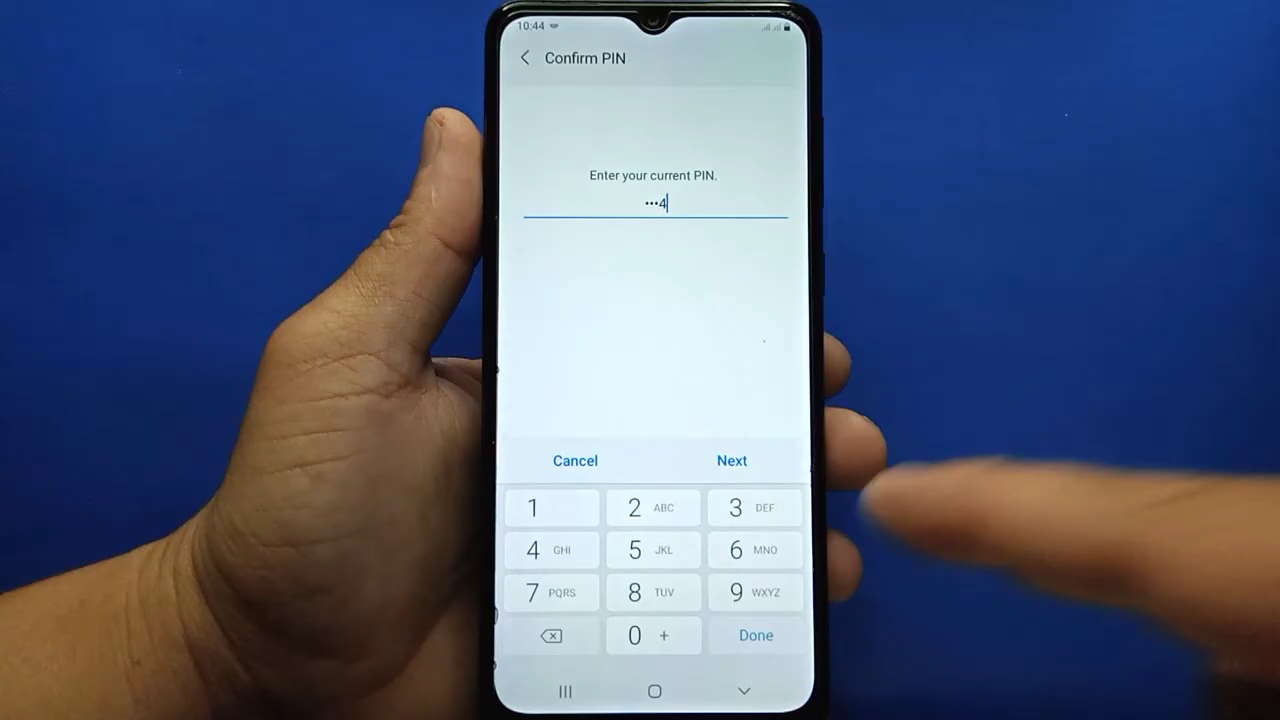 10:44
Confirm PIN
Enter your current PIN.
•••4
Cancel Next
1 2 ABC 3 DEF
4 GHI 5 JKL 6 MNO
7 PQRS 8 TUV 9 WXYZ
0 + Done